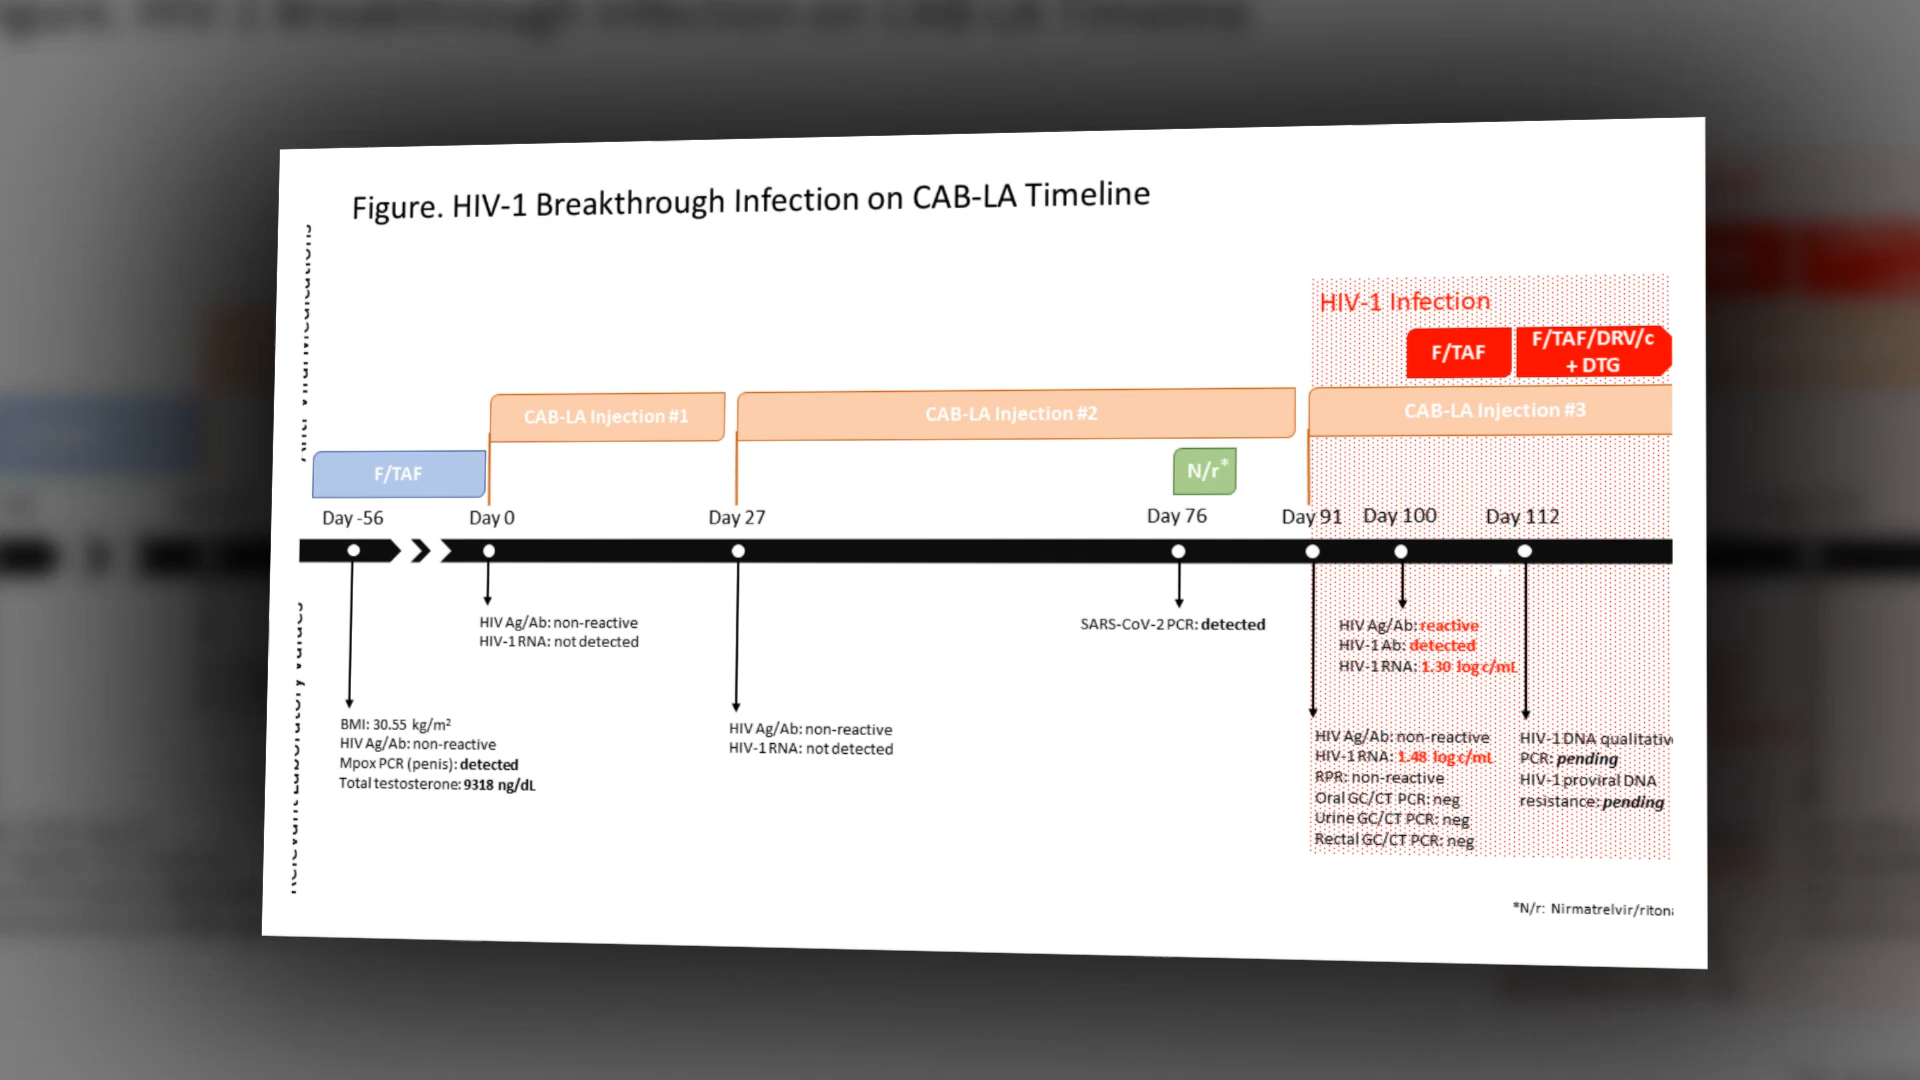 Figure. HIV-1 Breakthrough Infection on CAB-LA Timeline
HIV-1 Infection
F/TAF
F/TAF/DRV/c
+ DTG
CAB-LA Injection #1
CAB-LA Injection #2
CAB-LA Injection #3
F/TAF
N/r*
Day -56
Day 0
Day 27
Day 76
Day 91
Day 100
Day 112
HIV Ag/Ab: non-reactive
HIV-1 RNA: not detected
SARS-CoV-2 PCR: detected
HIV Ag/Ab: reactive
HIV-1 Ab: detected
HIV-1 RNA: 1.30 log c/mL
BMI: 30.55 kg/m²
HIV Ag/Ab: non-reactive
Mpox PCR (penis): detected
Total testosterone: 9318 ng/dL
HIV Ag/Ab: non-reactive
HIV-1 RNA: not detected
HIV Ag/Ab: non-reactive
HIV-1 RNA: 1.48 log c/mL
RPR: non-reactive
Oral GC/CT PCR: neg
Urine GC/CT PCR: neg
Rectal GC/CT PCR: neg
HIV-1 DNA qualitativ
PCR: pending
HIV-1 proviral DNA
resistance: pending
*N/r: Nirmatrelvir/riton